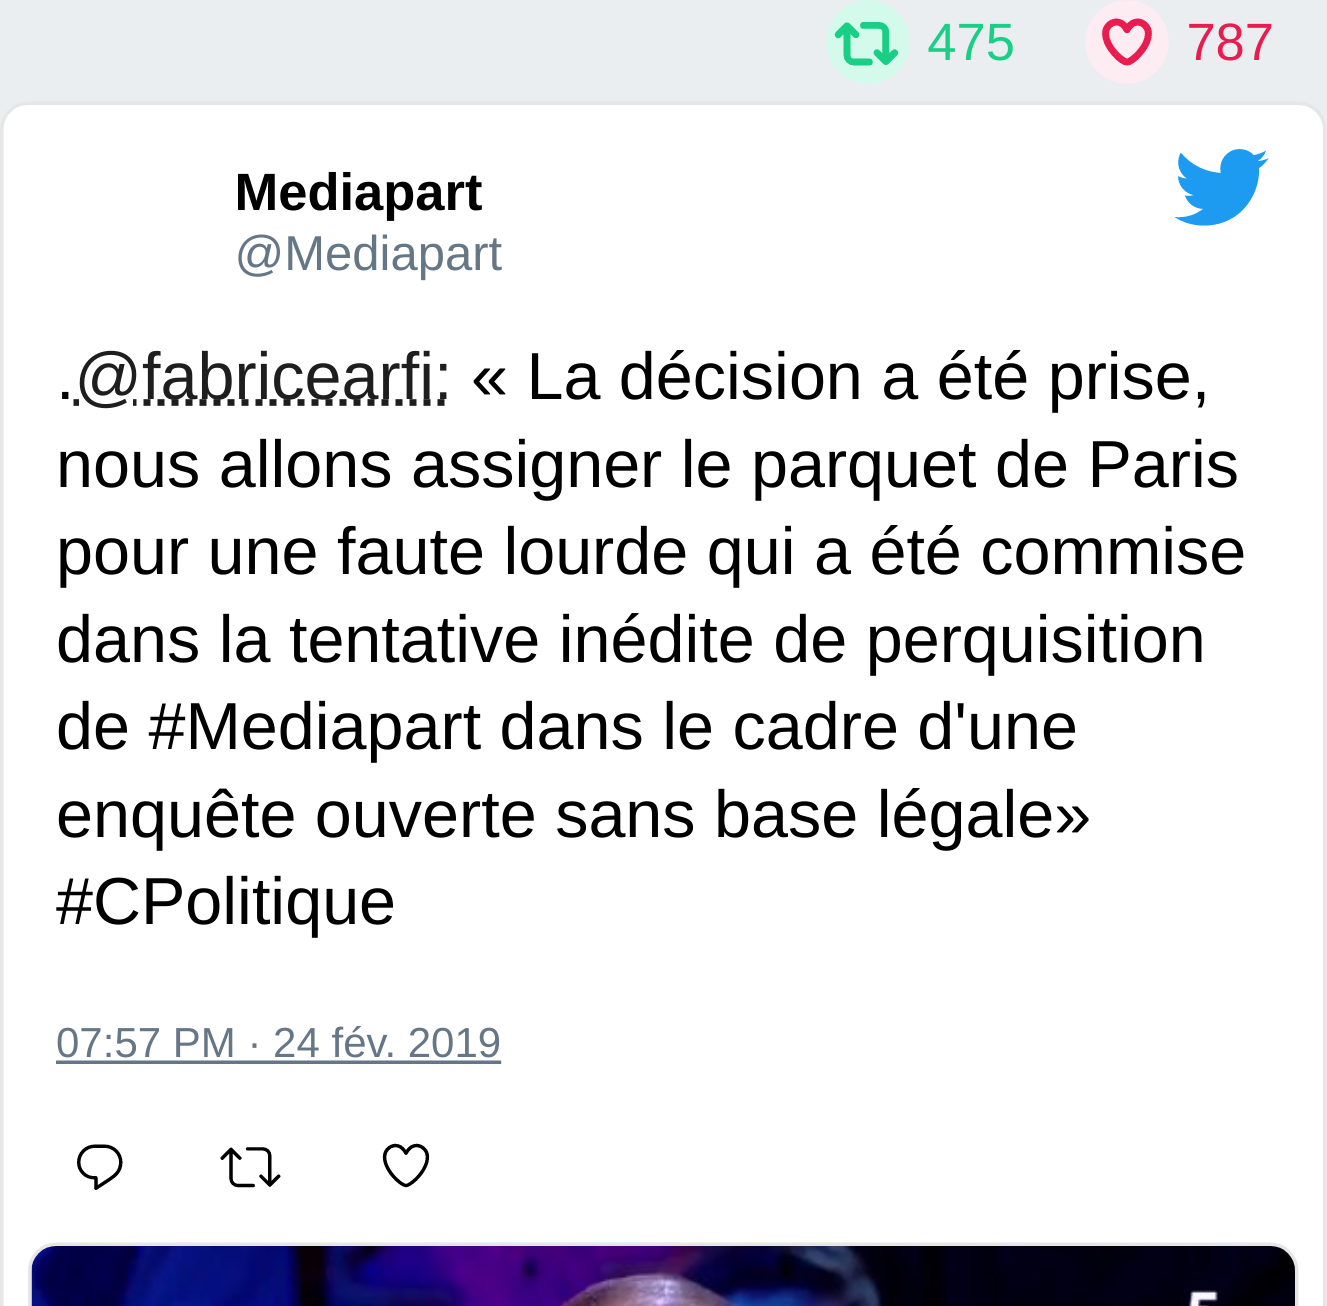 475 787
Mediapart
@Mediapart
.@fabricearfi: « La décision a été prise,
nous allons assigner le parquet de Paris
pour une faute lourde qui a été commise
dans la tentative inédite de perquisition
de #Mediapart dans le cadre d'une
enquête ouverte sans base légale»
#CPolitique
07:57 PM · 24 fév. 2019